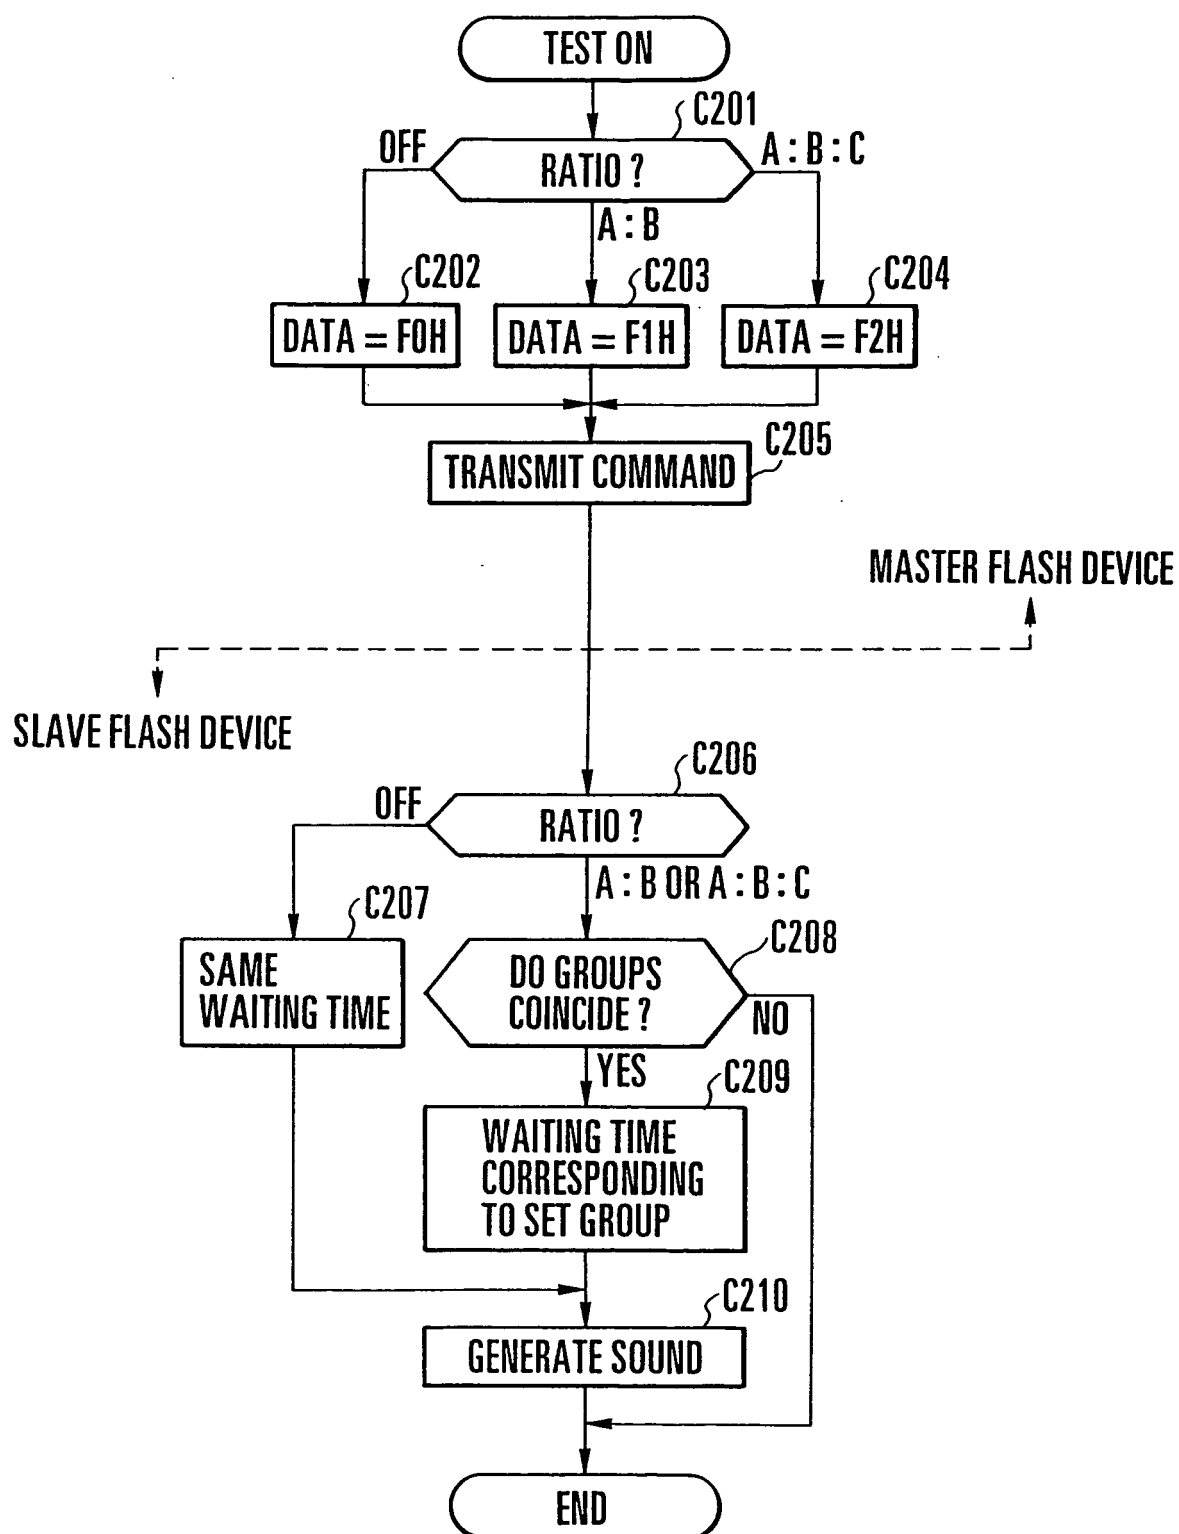 TEST ON
C201
OFF
RATIO ?
A : B : C
A : B
C202
C203
C204
DATA = F0H
DATA = F1H
DATA = F2H
C205
TRANSMIT COMMAND
MASTER FLASH DEVICE
SLAVE FLASH DEVICE
C206
OFF
RATIO ?
A : B OR A : B : C
C207
C208
SAME
WAITING TIME
DO GROUPS
COINCIDE ?
NO
YES
C209
WAITING TIME
CORRESPONDING
TO SET GROUP
C210
GENERATE SOUND
END